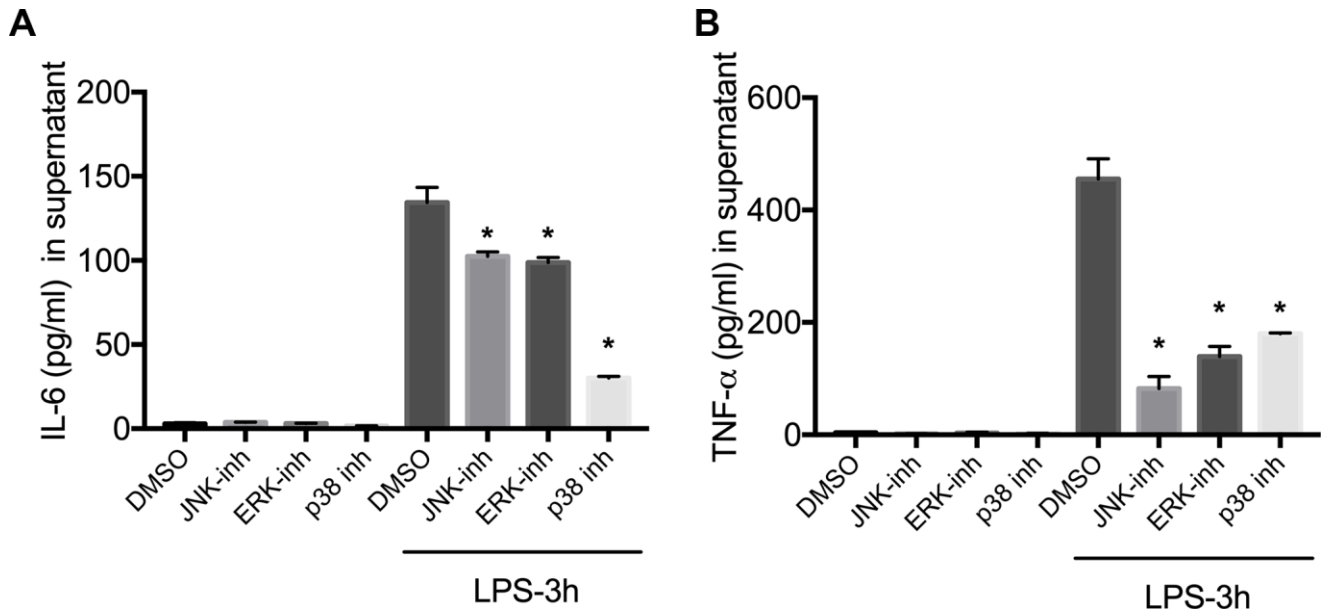 A
IL-6 (pg/ml) in supernatant
200
150
100
50
0
*
*
*
DMSO
JNK-inh
ERK-inh
p38 inh
DMSO
JNK-inh
ERK-inh
p38 inh
LPS-3h
B
TNF-α (pg/ml) in supernatant
600
400
200
0
*
*
*
DMSO
JNK-inh
ERK-inh
p38 inh
DMSO
JNK-inh
ERK-inh
p38 inh
LPS-3h